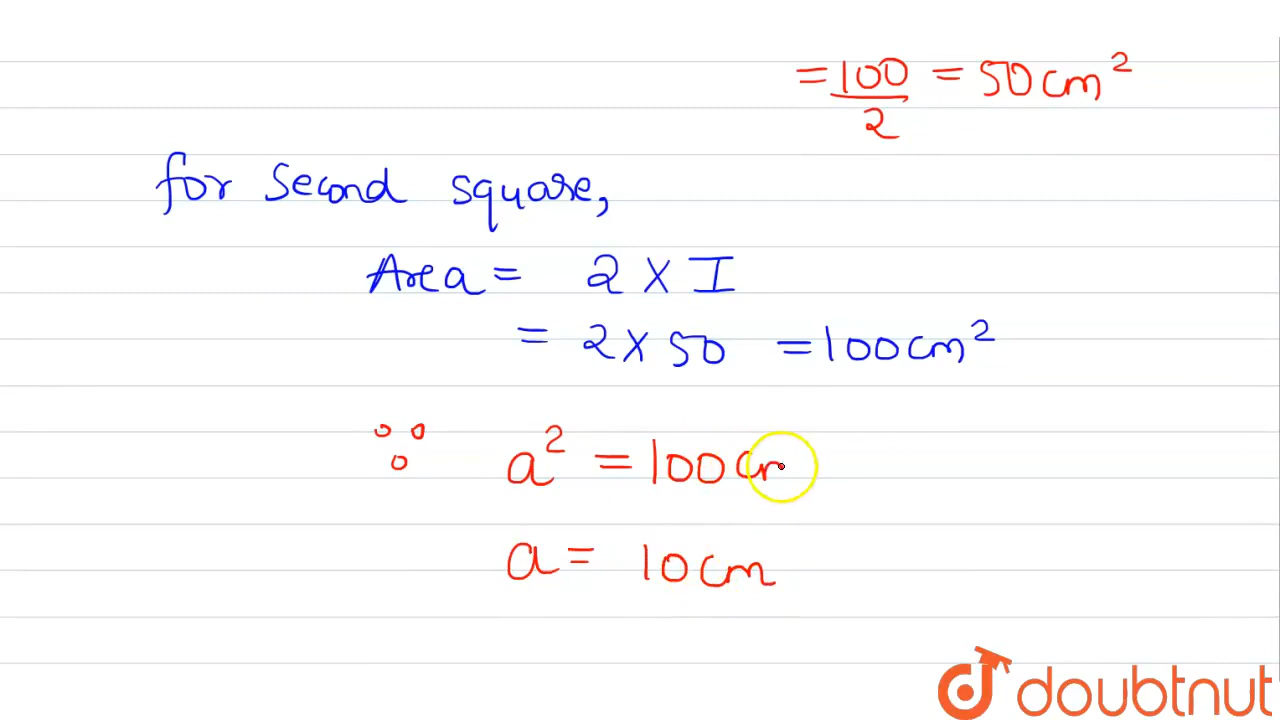 = 100/2 = 50 cm²
for second square,
Area = 2 X I
= 2 X 50 = 100 cm²
∵ a² = 100 cm
a = 10 cm
doubtnut